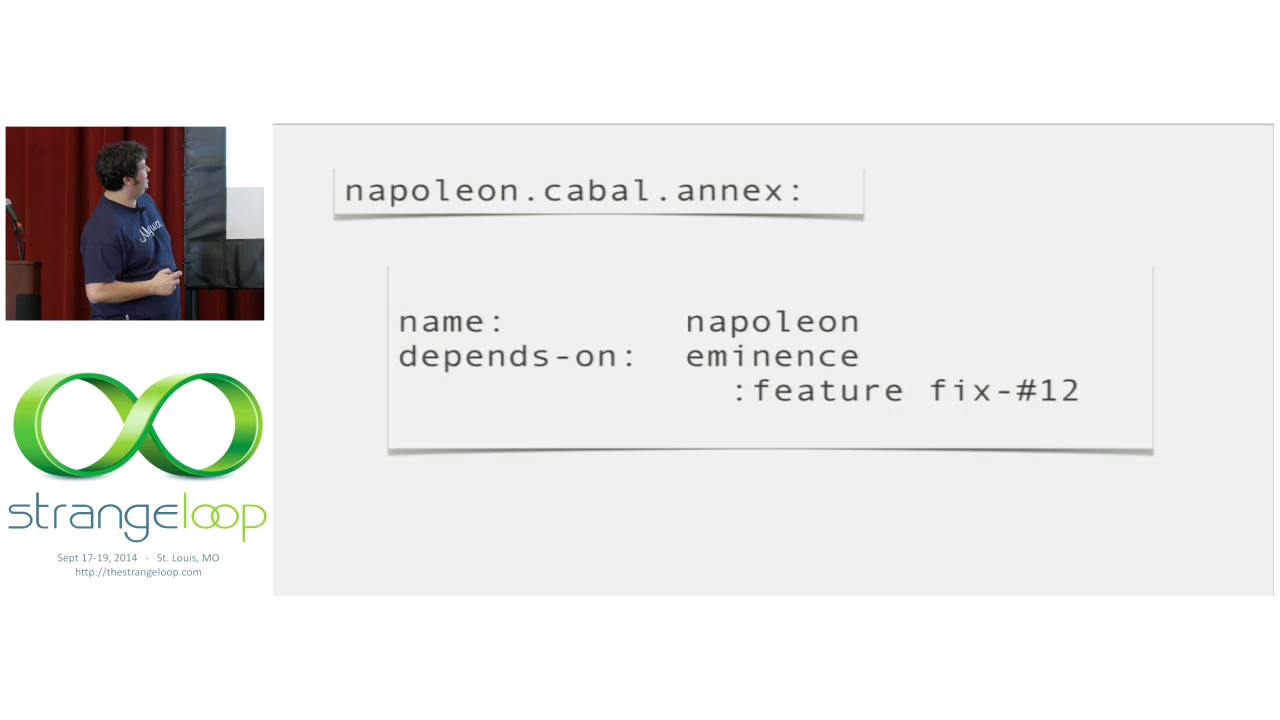 napoleon.cabal.annex:
name: napoleon
depends-on: eminence
:feature fix-#12
strangeloop
Sept 17-19, 2014 - St. Louis, MO
http://thestrangeloop.com